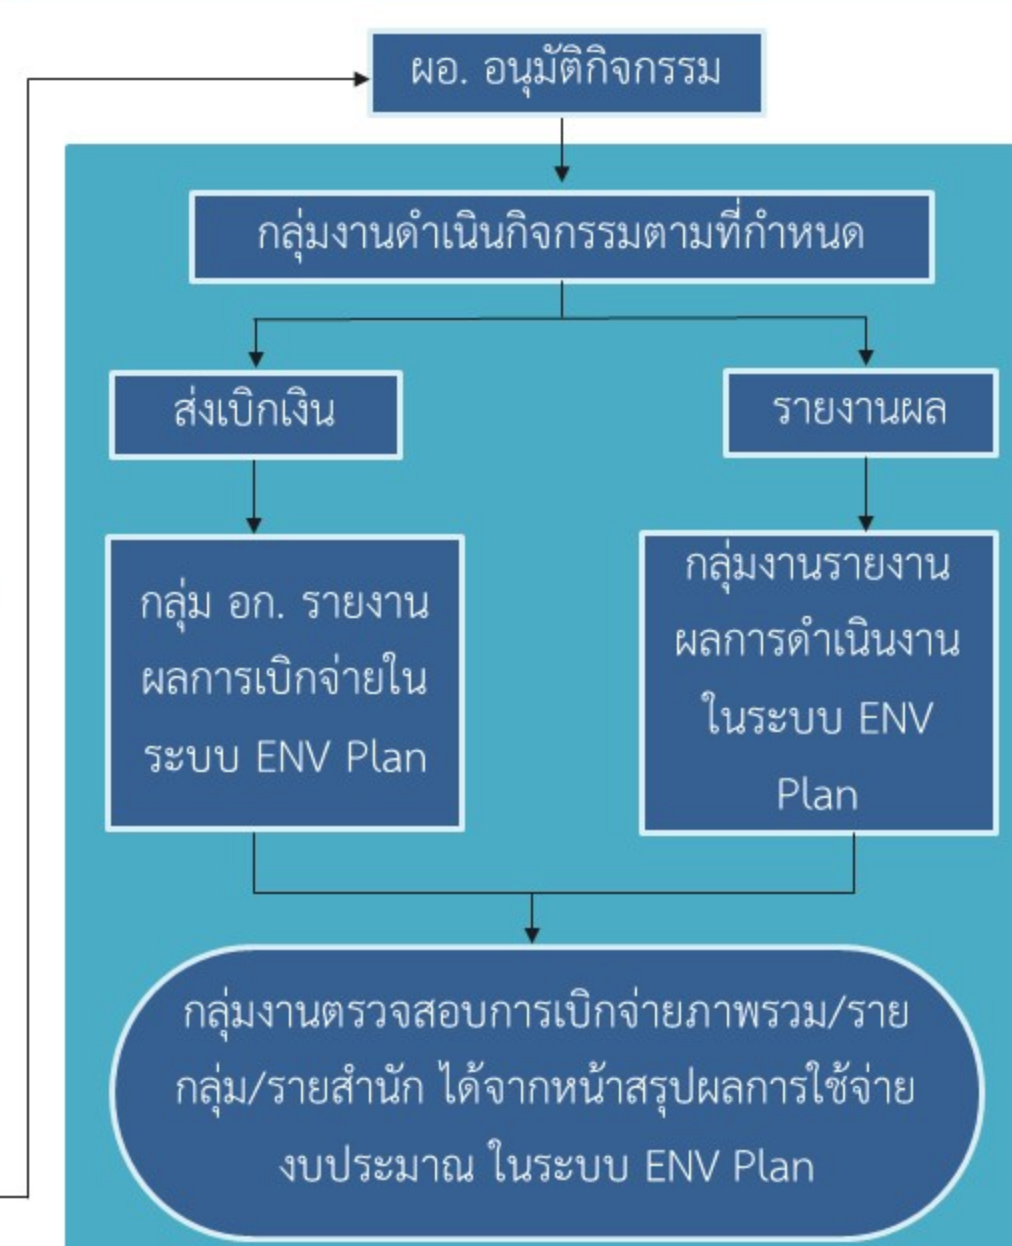 ผอ. อนุมัติกิจกรรม
กลุ่มงานดำเนินกิจกรรมตามที่กำหนด
ส่งเบิกเงิน
รายงานผล
กลุ่ม อก. รายงาน
ผลการเบิกจ่ายใน
ระบบ ENV Plan
กลุ่มงานรายงาน
ผลการดำเนินงาน
ในระบบ ENV
Plan
กลุ่มงานตรวจสอบการเบิกจ่ายภาพรวม/ราย
กลุ่ม/รายสำนัก ได้จากหน้าสรุปผลการใช้จ่าย
งบประมาณ ในระบบ ENV Plan